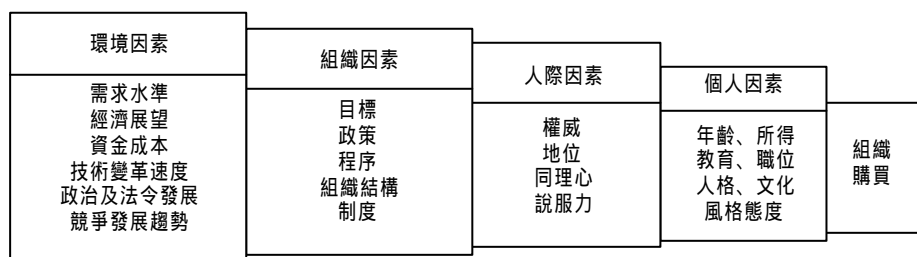 環境因素
需求水準
經濟展望
資金成本
技術變革速度
政治及法令發展
競爭發展趨勢
組織因素
目標
政策
程序
組織結構
制度
人際因素
權威
地位
同理心
說服力
個人因素
年齡、所得
教育、職位
人格、文化
風格態度
組織
購買